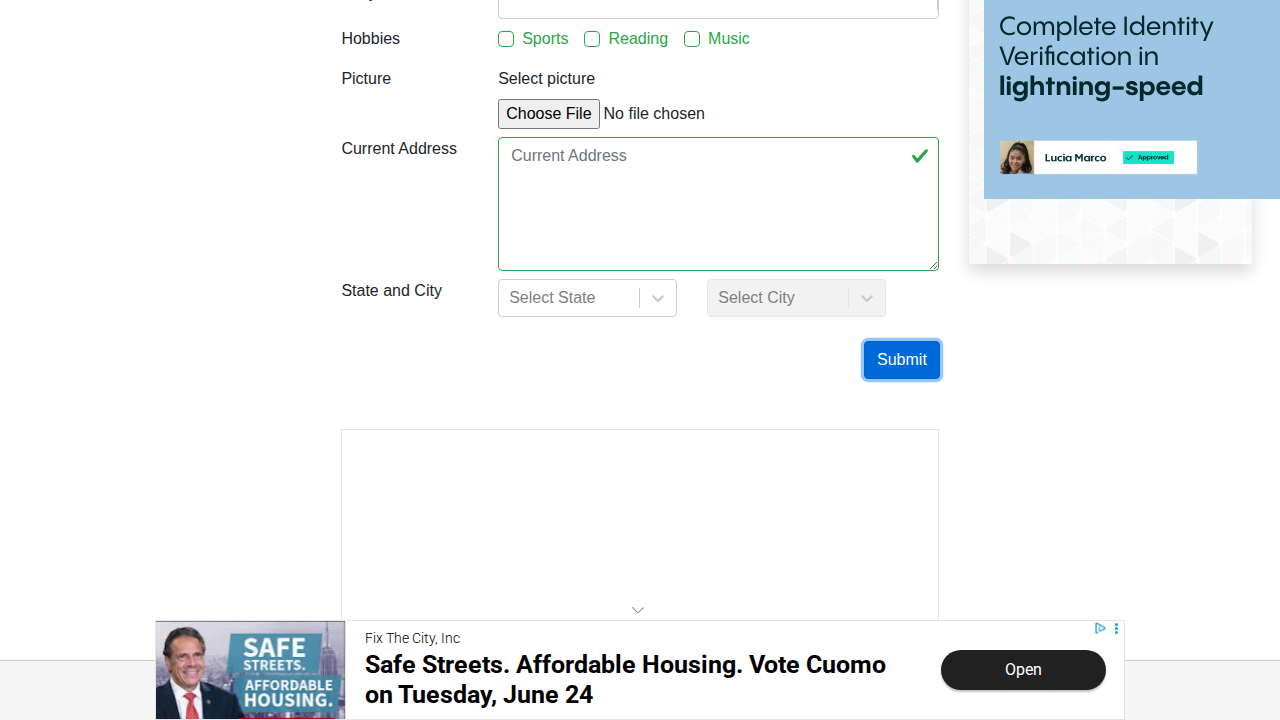 Hobbies
Sports
Reading
Music
Picture
Select picture
Choose File No file chosen
Current Address
Current Address
State and City
Select State
Select City
Submit
Complete Identity
Verification in
lightning-speed
Lucia Marco
Approved
SAFE
STREETS.
AFFORDABLE
HOUSING.
Fix The City, Inc
Safe Streets. Affordable Housing. Vote Cuomo
on Tuesday, June 24
Open